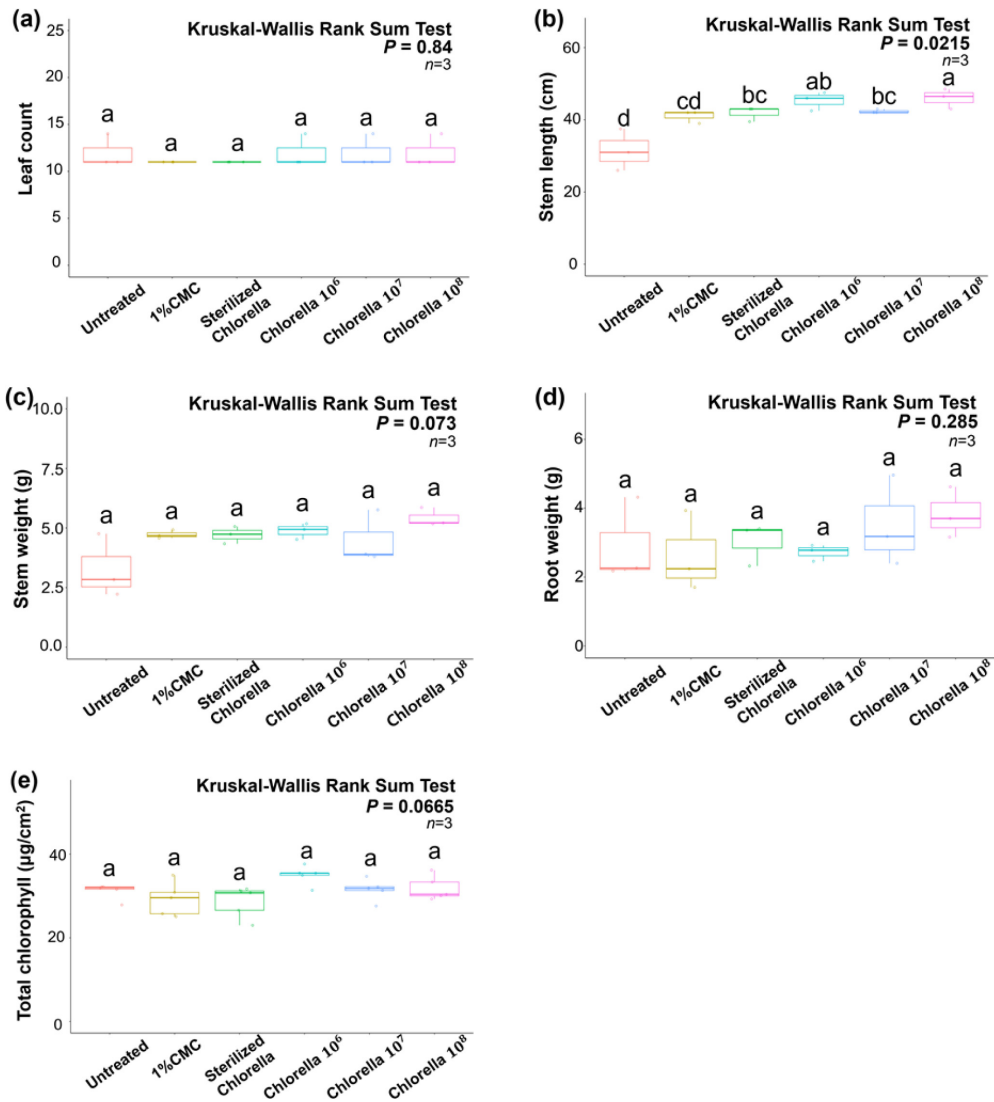 (a)
Kruskal-Wallis Rank Sum Test
P = 0.84
n=3
25
20
15
10
5
0
Leaf count
a a a a a a
Untreated
1%CMC
Sterilized
Chlorella
Chlorella 10⁶
Chlorella 10⁷
Chlorella 10⁸
(b)
Kruskal-Wallis Rank Sum Test
P = 0.0215
n=3
60
40
20
0
Stem length (cm)
d cd bc ab bc a
Untreated
1%CMC
Sterilized
Chlorella
Chlorella 10⁶
Chlorella 10⁷
Chlorella 10⁸
(c)
Kruskal-Wallis Rank Sum Test
P = 0.073
n=3
10.0
7.5
5.0
2.5
0.0
Stem weight (g)
a a a a a a
Untreated
1%CMC
Sterilized
Chlorella
Chlorella 10⁶
Chlorella 10⁷
Chlorella 10⁸
(d)
Kruskal-Wallis Rank Sum Test
P = 0.285
n=3
6
4
2
0
Root weight (g)
a a a a a a
Untreated
1%CMC
Sterilized
Chlorella
Chlorella 10⁶
Chlorella 10⁷
Chlorella 10⁸
(e)
Kruskal-Wallis Rank Sum Test
P = 0.0665
n=3
40
20
0
Total chlorophyll (µg/cm²)
a a a a a a
Untreated
1%CMC
Sterilized
Chlorella
Chlorella 10⁶
Chlorella 10⁷
Chlorella 10⁸